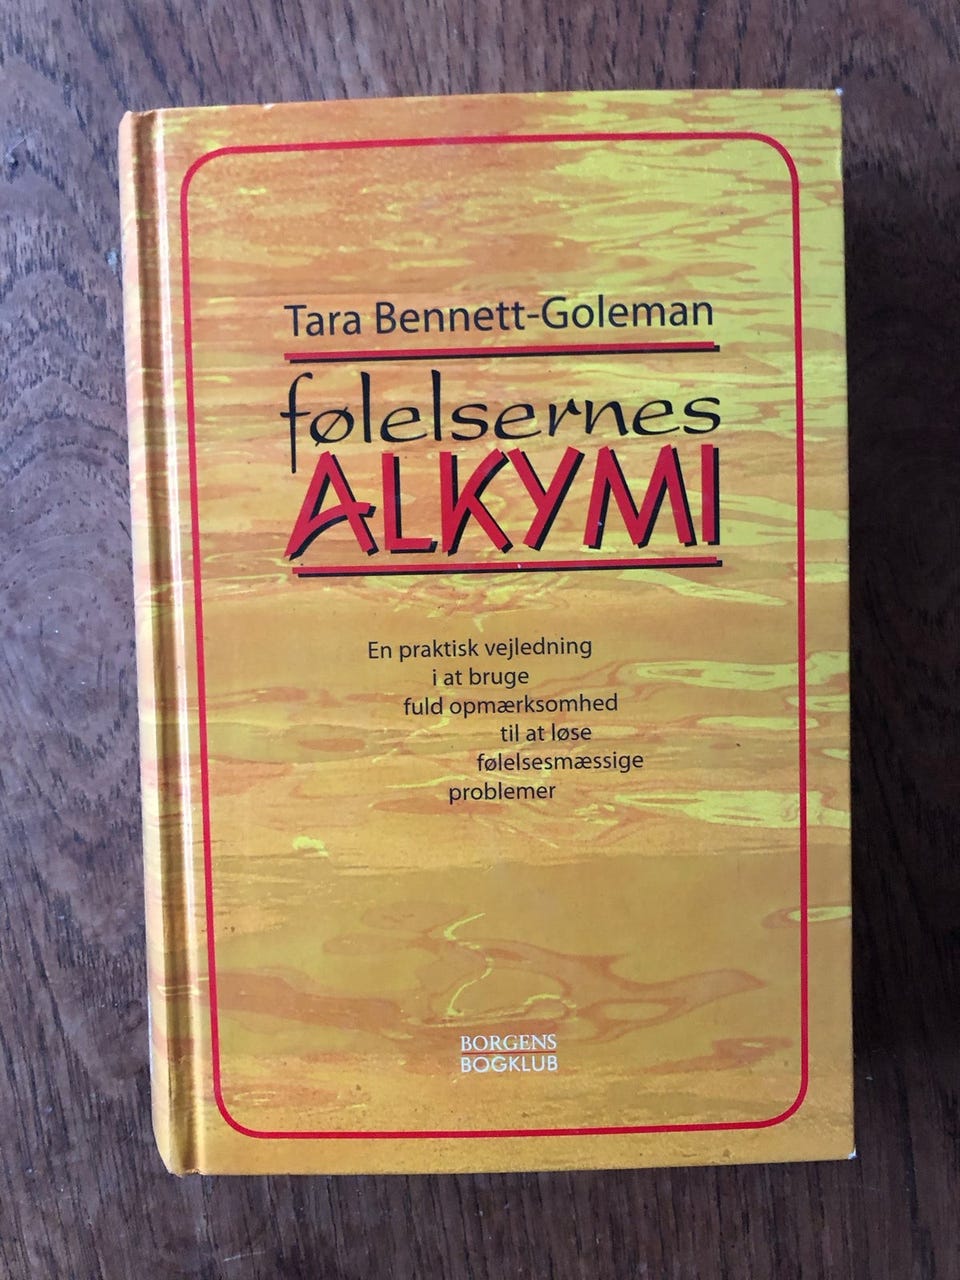 Tara Bennett-Goleman
følelsernes
ALKYMI
En praktisk vejledning
i at bruge
fuld opmærksomhed
til at løse
følelsesmæssige
problemer
BORGENS
BOGKLUB